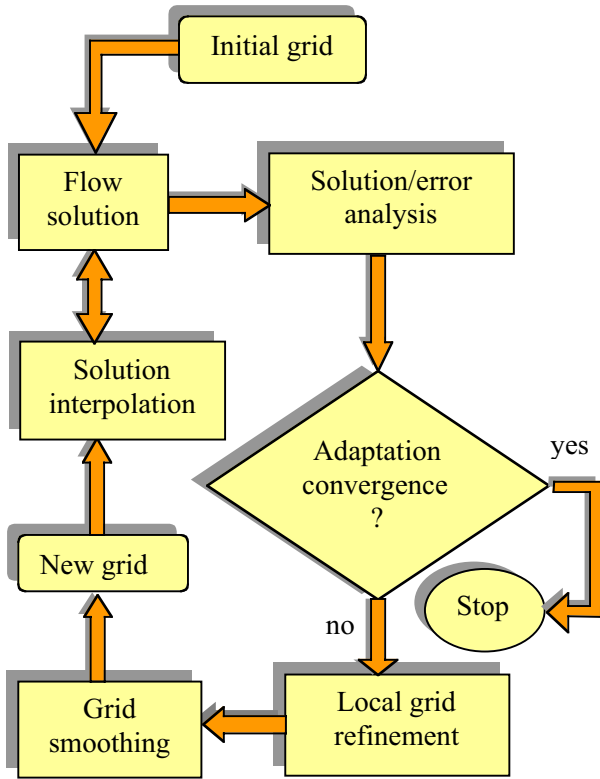 Initial grid
Flow
solution
Solution/error
analysis
Solution
interpolation
Adaptation
convergence
?
yes
New grid
Stop
no
Grid
smoothing
Local grid
refinement